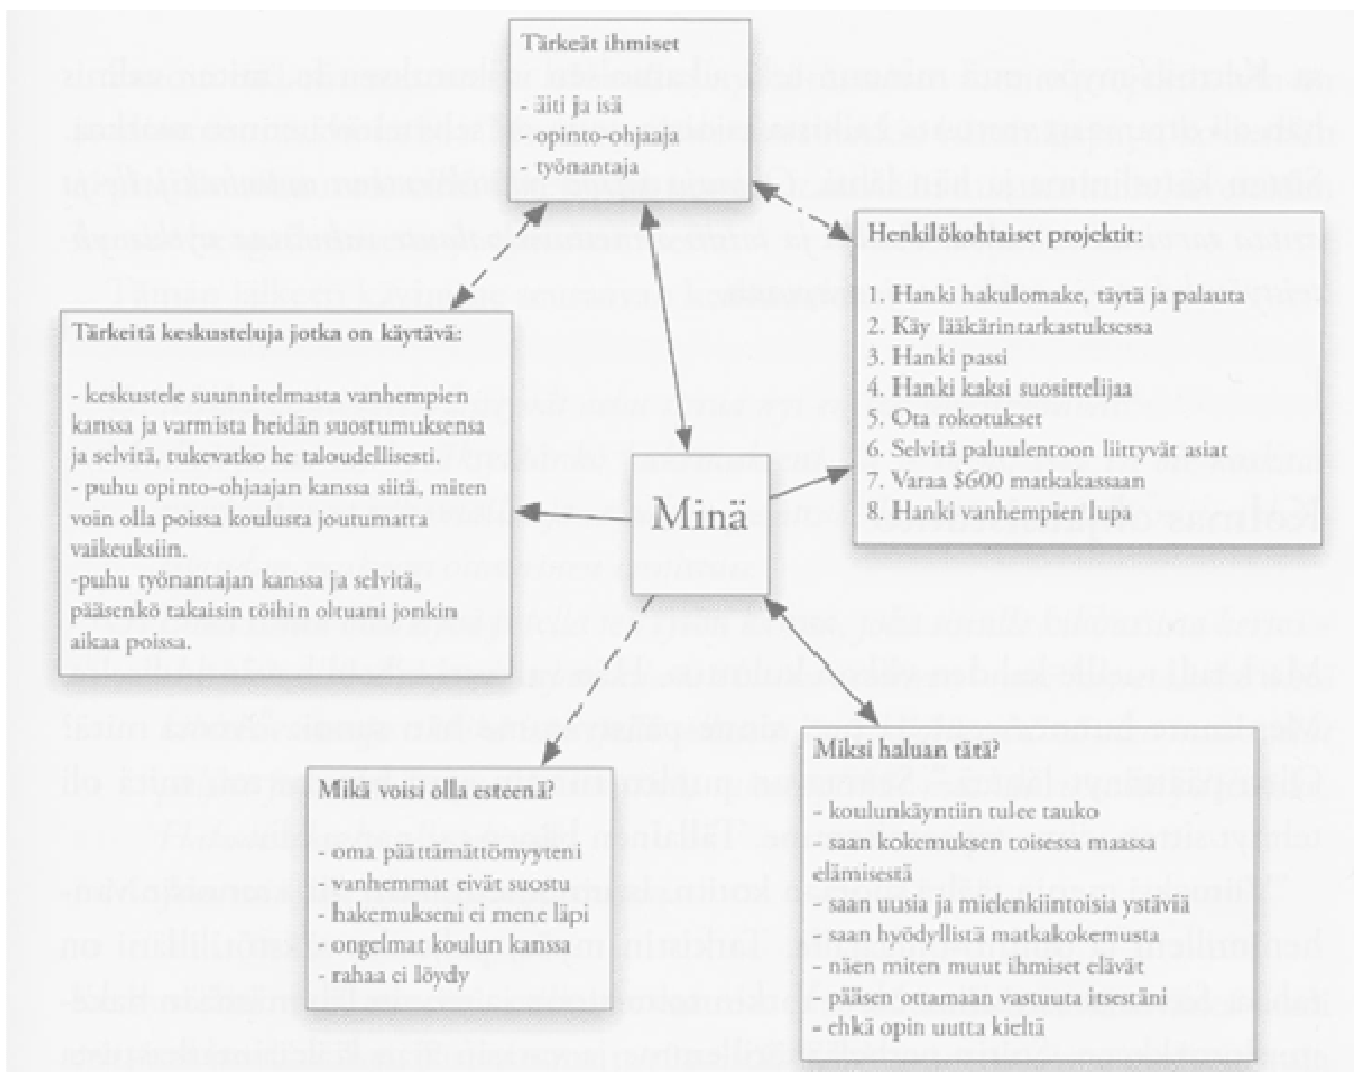 Tärkeät ihmiset
- äiti ja isä
- opinto-ohjaaja
- työnantaja
Henkilökohtaiset projektit:
1. Hanki hakulomake, täytä ja palauta
2. Käy lääkärintarkastuksessa
3. Hanki passi
4. Hanki kaksi suosittelijaa
5. Ota rokotukset
6. Selvitä paluulentoon liittyvät asiat
7. Varaa $600 matkakassaan
8. Hanki vanhempien lupa
Tärkeitä keskusteluja jotka on käytävä:
- keskustele suunnitelmasta vanhempien
kanssa ja varmista heidän suostumuksensa
ja selvitä, tukevatko he taloudellisesti.
- puhu opinto-ohjaajan kanssa siitä, miten
voin olla poissa koulusta joutumatta
vaikeuksiin.
-puhu työnantajan kanssa ja selvitä,
pääsenkö takaisin töihin oltuani jonkin
aikaa poissa.
Minä
Mikä voisi olla esteenä?
- oma päättämättömyyteni
- vanhemmat eivät suostu
- hakemukseni ei mene läpi
- ongelmat koulun kanssa
- rahaa ei löydy
Miksi haluan tätä?
- koulunkäyntiin tulee tauko
- saan kokemuksen toisessa maassa
elämisestä
- saan uusia ja mielenkiintoisia ystäviä
- saan hyödyllistä matkakokemusta
- näen miten muut ihmiset elävät
- pääsen ottamaan vastuuta itsestäni
- ehkä opin uutta kieltä